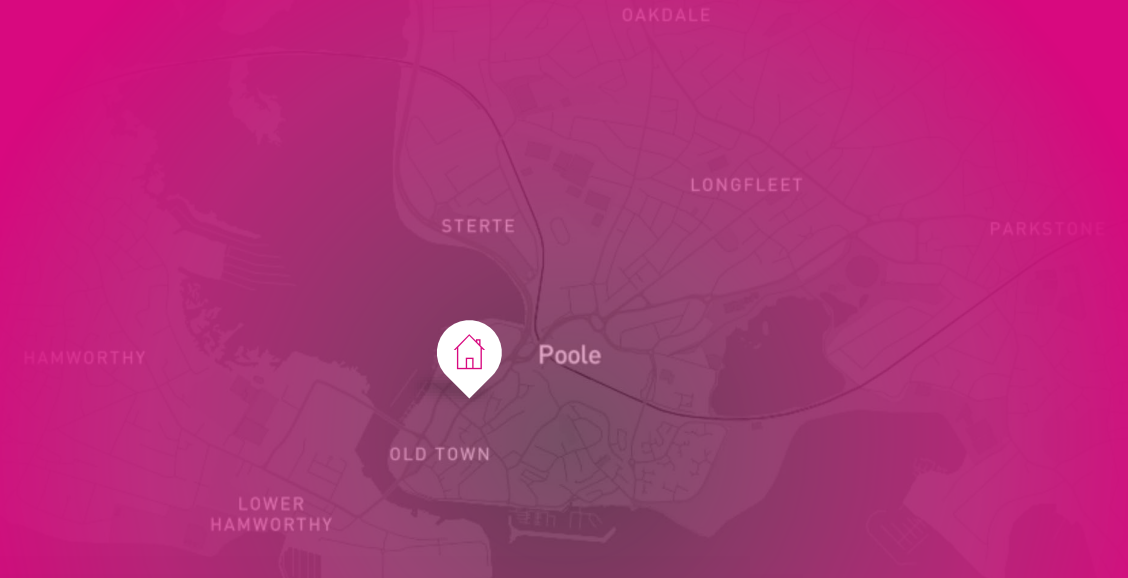 OAKDALE
LONGFLEET
STERTE
PARKSTONE
Poole
HAMWORTHY
OLD TOWN
LOWER
HAMWORTHY